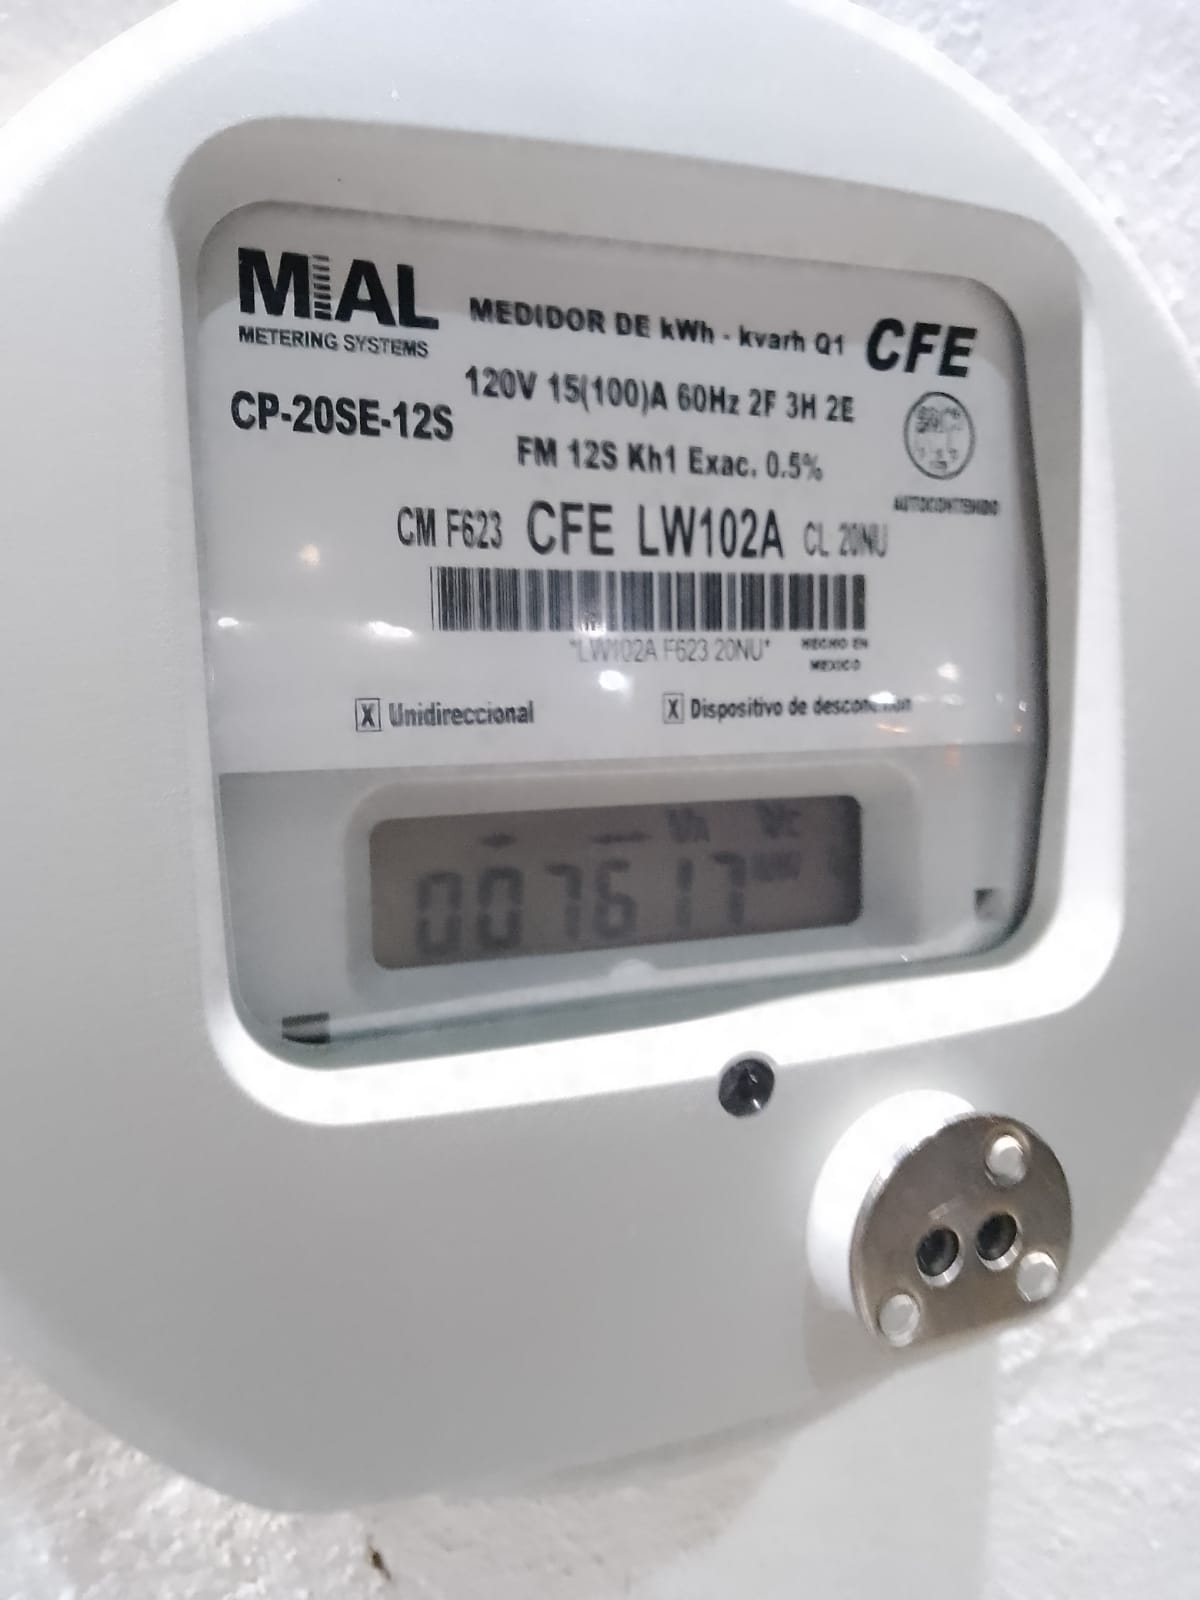 MIAL
METERING SYSTEMS
MEDIDOR DE kWh - kvarh Q1 CFE
CP-20SE-12S
120V 15(100)A 60Hz 2F 3H 2E
FM 12S Kh1 Exac. 0.5%
AUTOCONTENIDO
CM F623 CFE LW102A CL 20NU
*LW102A F623 20NU*
HECHO EN
MEXICO
X Unidireccional
X Dispositivo de desconexion
007617